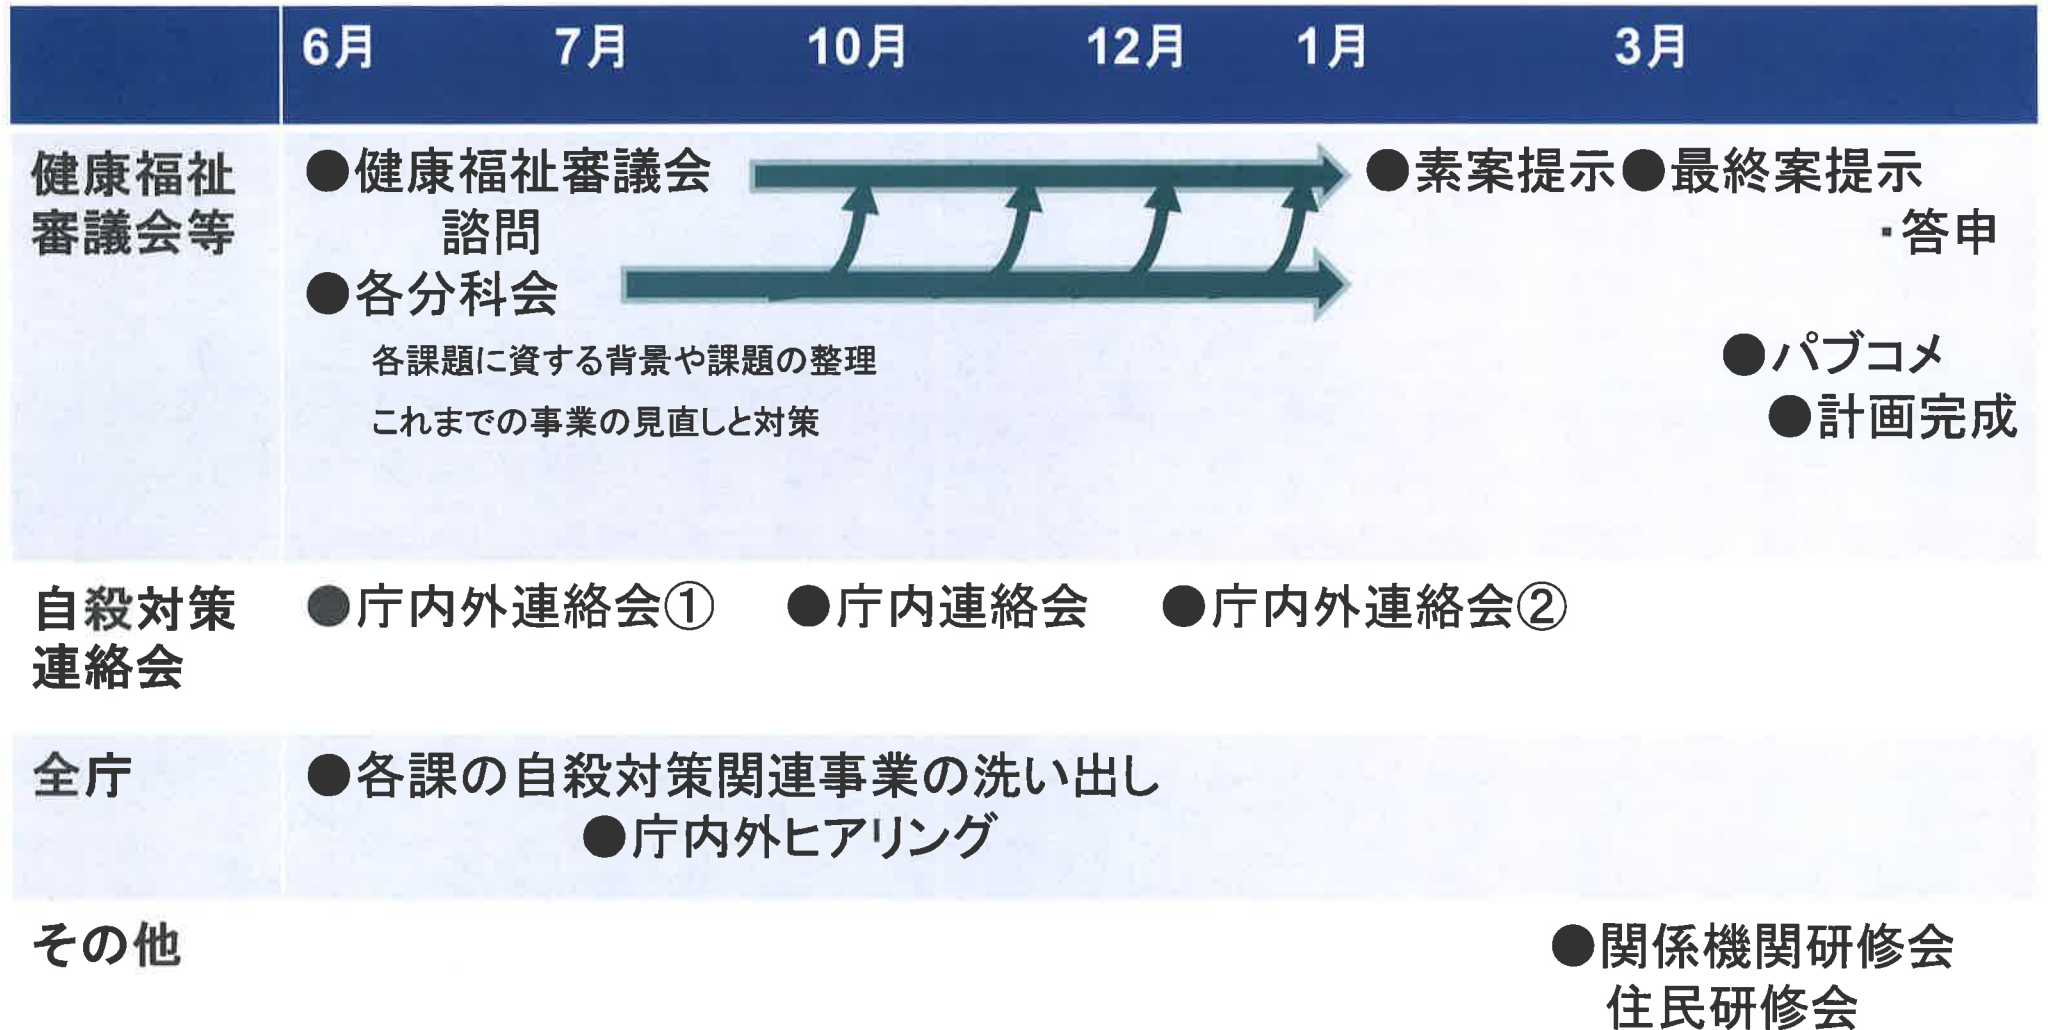 6月 7月 10月 12月 1月 3月
健康福祉
審議会等
●健康福祉審議会
諮問
●各分科会
各課題に資する背景や課題の整理
これまでの事業の見直しと対策
●素案提示●最終案提示
・答申
●パブコメ
●計画完成
自殺対策
連絡会
●庁内外連絡会① ●庁内連絡会 ●庁内外連絡会②
全庁
●各課の自殺対策関連事業の洗い出し
●庁内外ヒアリング
その他
●関係機関研修会
住民研修会